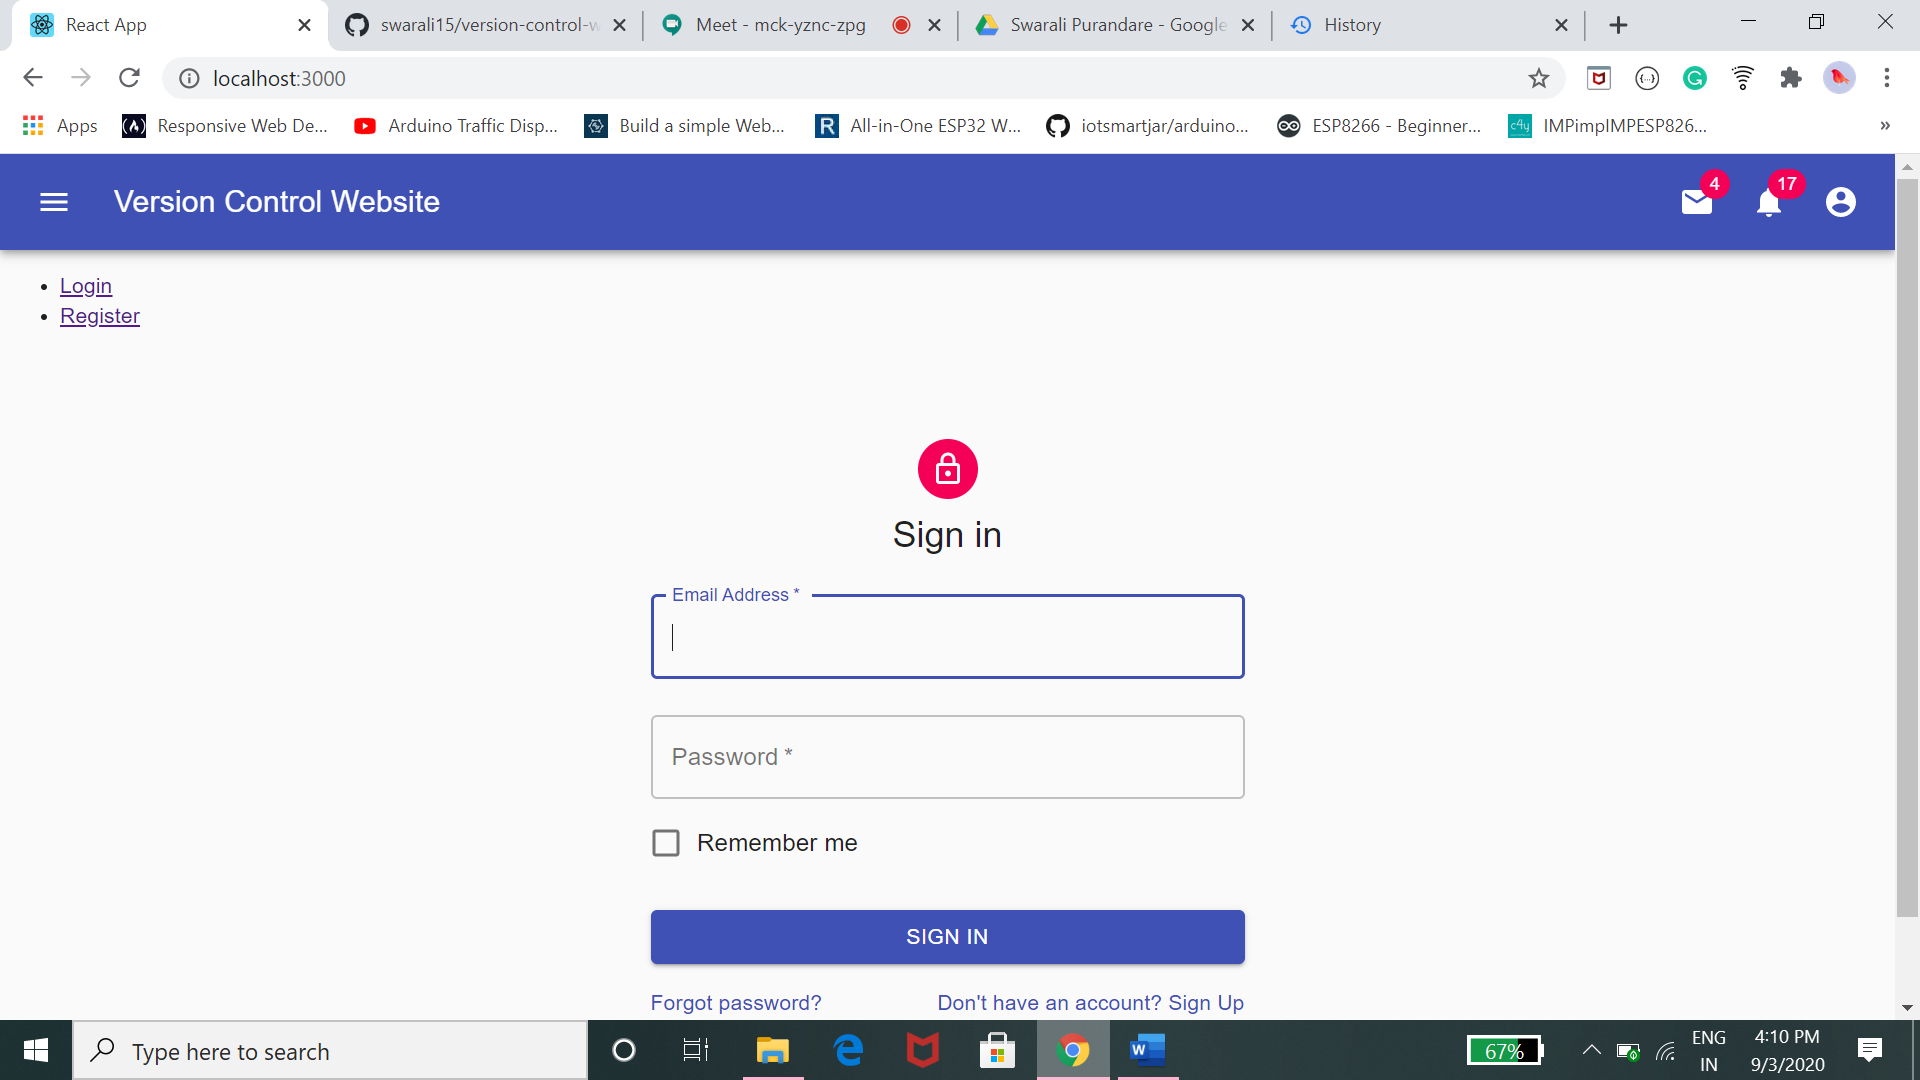 React App
swarali15/version-control-w
Meet - mck-yznc-zpg
Swarali Purandare - Google
History
localhost:3000
Apps
Responsive Web De...
Arduino Traffic Disp...
Build a simple Web...
R
All-in-One ESP32 W...
iotsmartjar/arduino...
ESP8266 - Beginner...
c4y
IMPimpIMPESP826...
»
Version Control Website
4
17
Login
Register
Sign in
Email Address *
Password *
Remember me
SIGN IN
Forgot password?
Don't have an account? Sign Up
Type here to search
W
67%
ENG
IN
4:10 PM
9/3/2020